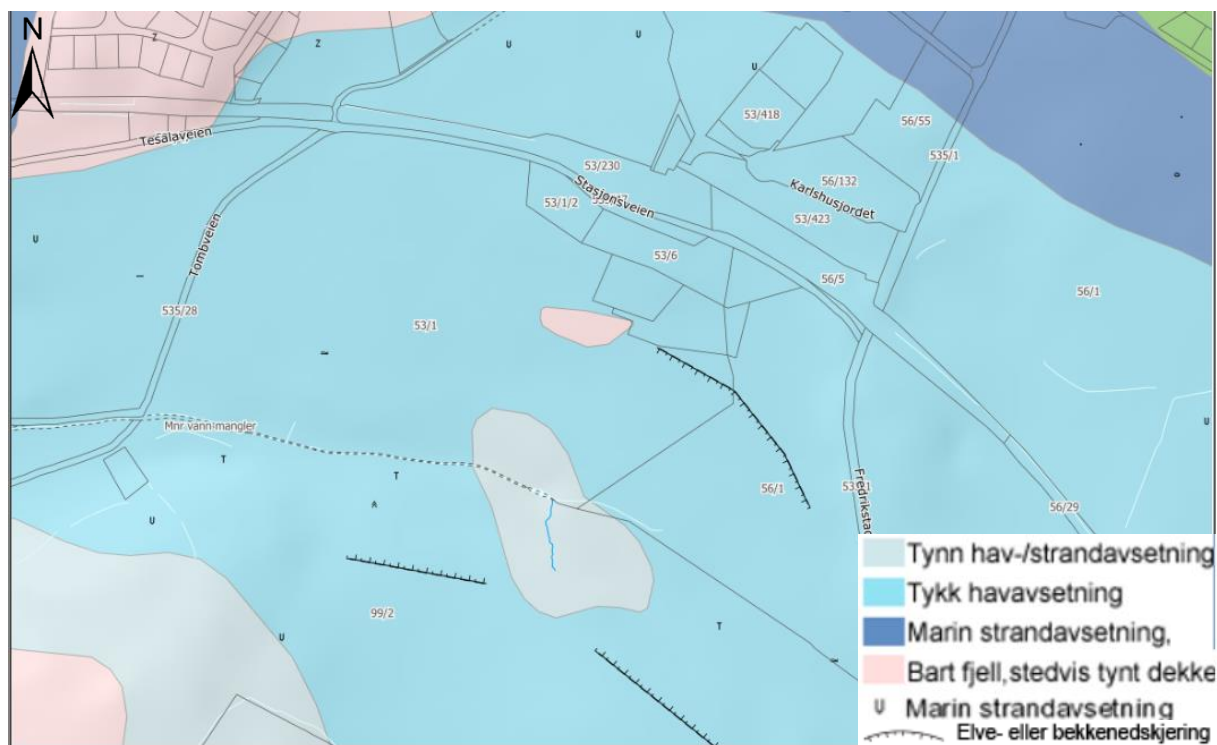 N
Z
Z
U
U
U
53/418
56/55
Tesalaveien
535/1
53/230
56/132
Stasjonsveien
53/1/2
Karlshusjordet
53/423
U
Tombveien
53/6
56/5
56/1
535/28
53/1
Mnr vann mangler
U
T
T
56/1
U
56/29
Tynn hav-/strandavsetning
Tykk havavsetning
99/2
U
T
Marin strandavsetning,
Bart fjell,stedvis tynt dekke
U Marin strandavsetning
Elve- eller bekkenedskjering